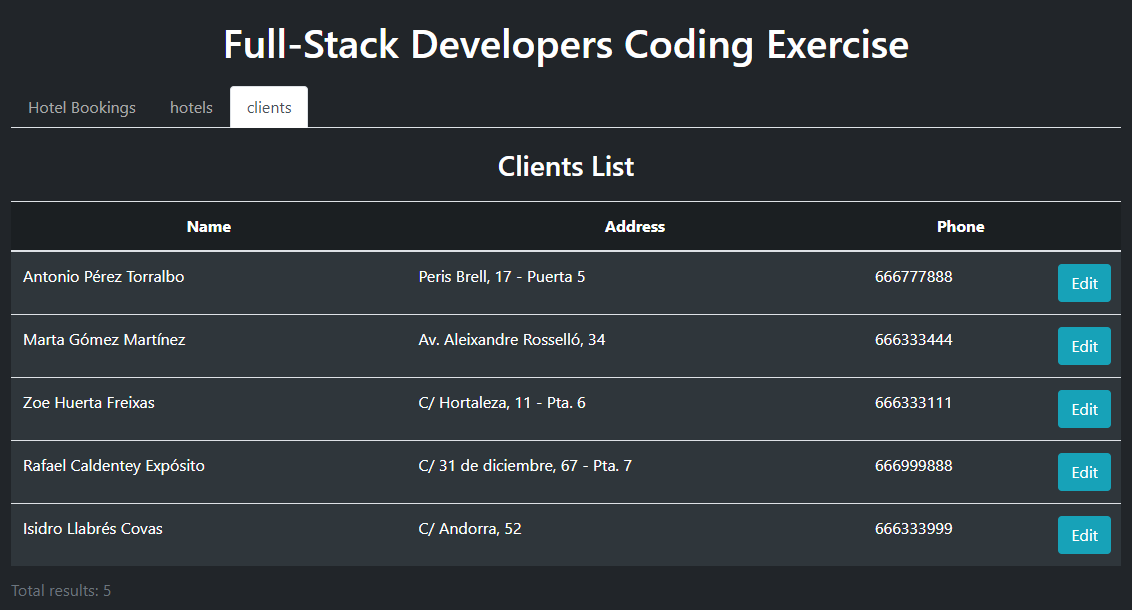 Full-Stack Developers Coding Exercise
Hotel Bookings hotels clients
Clients List
Name Address Phone
Antonio Pérez Torralbo Peris Brell, 17 - Puerta 5 666777888 Edit
Marta Gómez Martínez Av. Aleixandre Rosselló, 34 666333444 Edit
Zoe Huerta Freixas C/ Hortaleza, 11 - Pta. 6 666333111 Edit
Rafael Caldentey Expósito C/ 31 de diciembre, 67 - Pta. 7 666999888 Edit
Isidro Llabrés Covas C/ Andorra, 52 666333999 Edit
Total results: 5